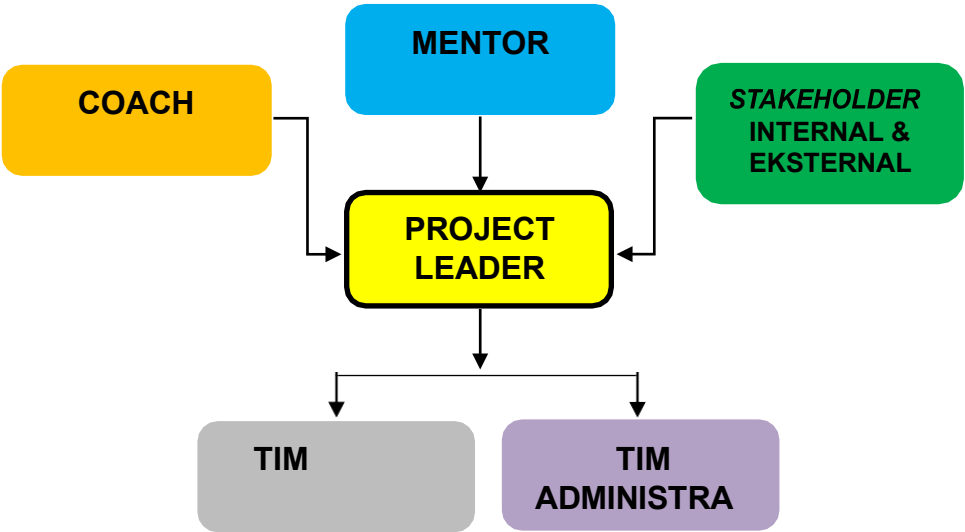 MENTOR
COACH
STAKEHOLDER
INTERNAL &
EKSTERNAL
PROJECT
LEADER
TIM
TIM
ADMINISTRA